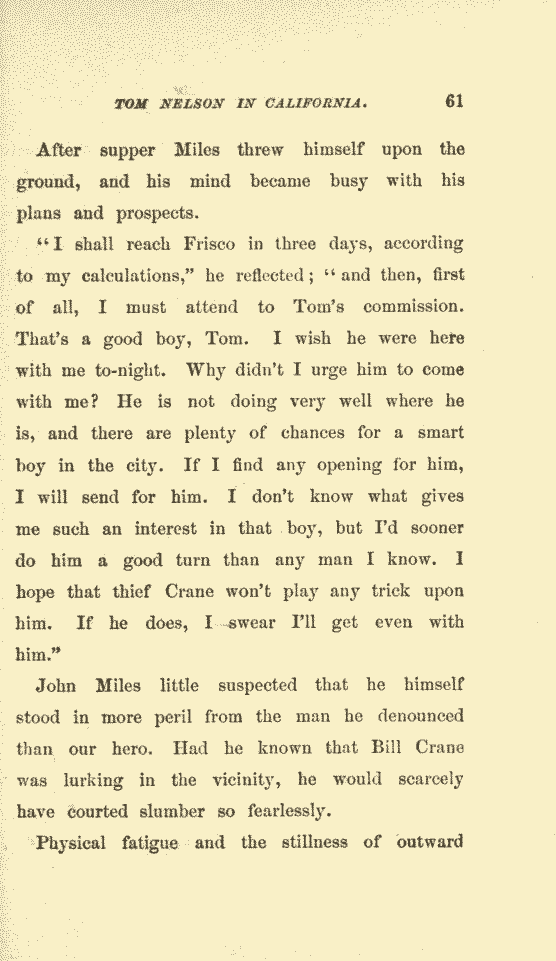 TOM NELSON IN CALIFORNIA. 61
After supper Miles threw himself upon the
ground, and his mind became busy with his
plans and prospects.
"I shall reach Frisco in three days, according
to my calculations," he reflected; "and then, first
of all, I must attend to Tom's commission.
That's a good boy, Tom. I wish he were here
with me to-night. Why didn't I urge him to come
with me? He is not doing very well where he
is, and there are plenty of chances for a smart
boy in the city. If I find any opening for him,
I will send for him. I don't know what gives
me such an interest in that boy, but I'd sooner
do him a good turn than any man I know. I
hope that thief Crane won't play any trick upon
him. If he does, I swear I'll get even with
him."
John Miles little suspected that he himself
stood in more peril from the man he denounced
than our hero. Had he known that Bill Crane
was lurking in the vicinity, he would scarcely
have courted slumber so fearlessly.
Physical fatigue and the stillness of outward